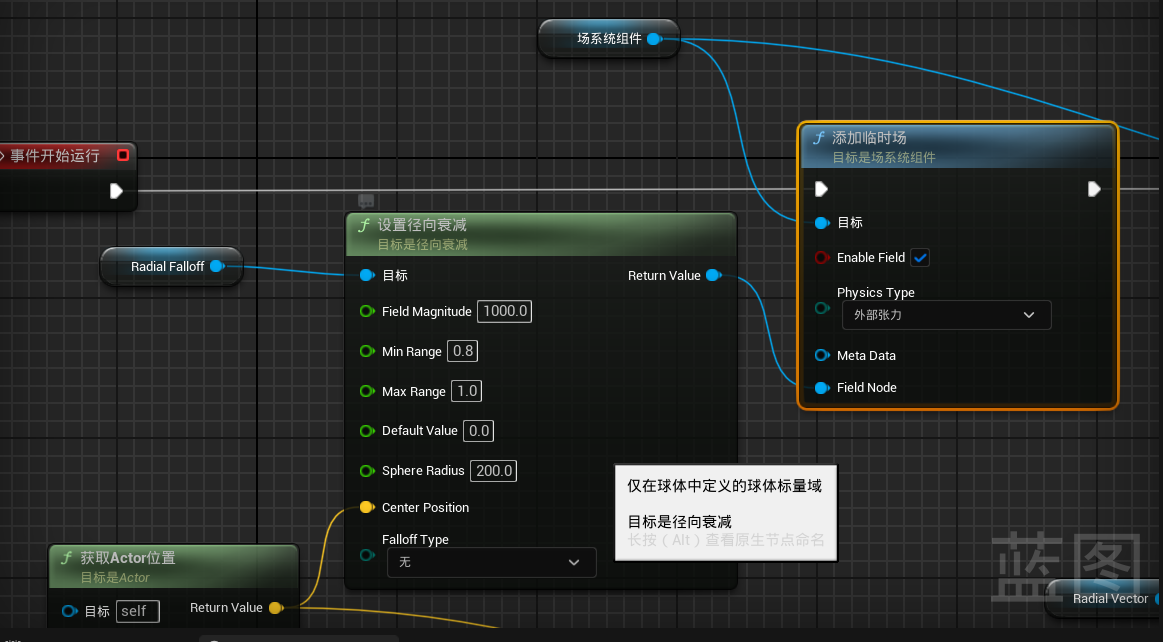 场系统组件
事件开始运行
添加临时场
目标是场系统组件
设置径向衰减
目标是径向衰减
Radial Falloff
目标
Return Value
目标
Enable Field
Field Magnitude 1000.0
Physics Type
外部张力
Min Range 0.8
Meta Data
Max Range 1.0
Field Node
Default Value 0.0
Sphere Radius 200.0
仅在球体中定义的球体标量域
Center Position
目标是径向衰减
长按（Alt）查看原生节点命名
Falloff Type
无
获取Actor位置
目标是Actor
蓝图
目标 self
Return Value
Radial Vector